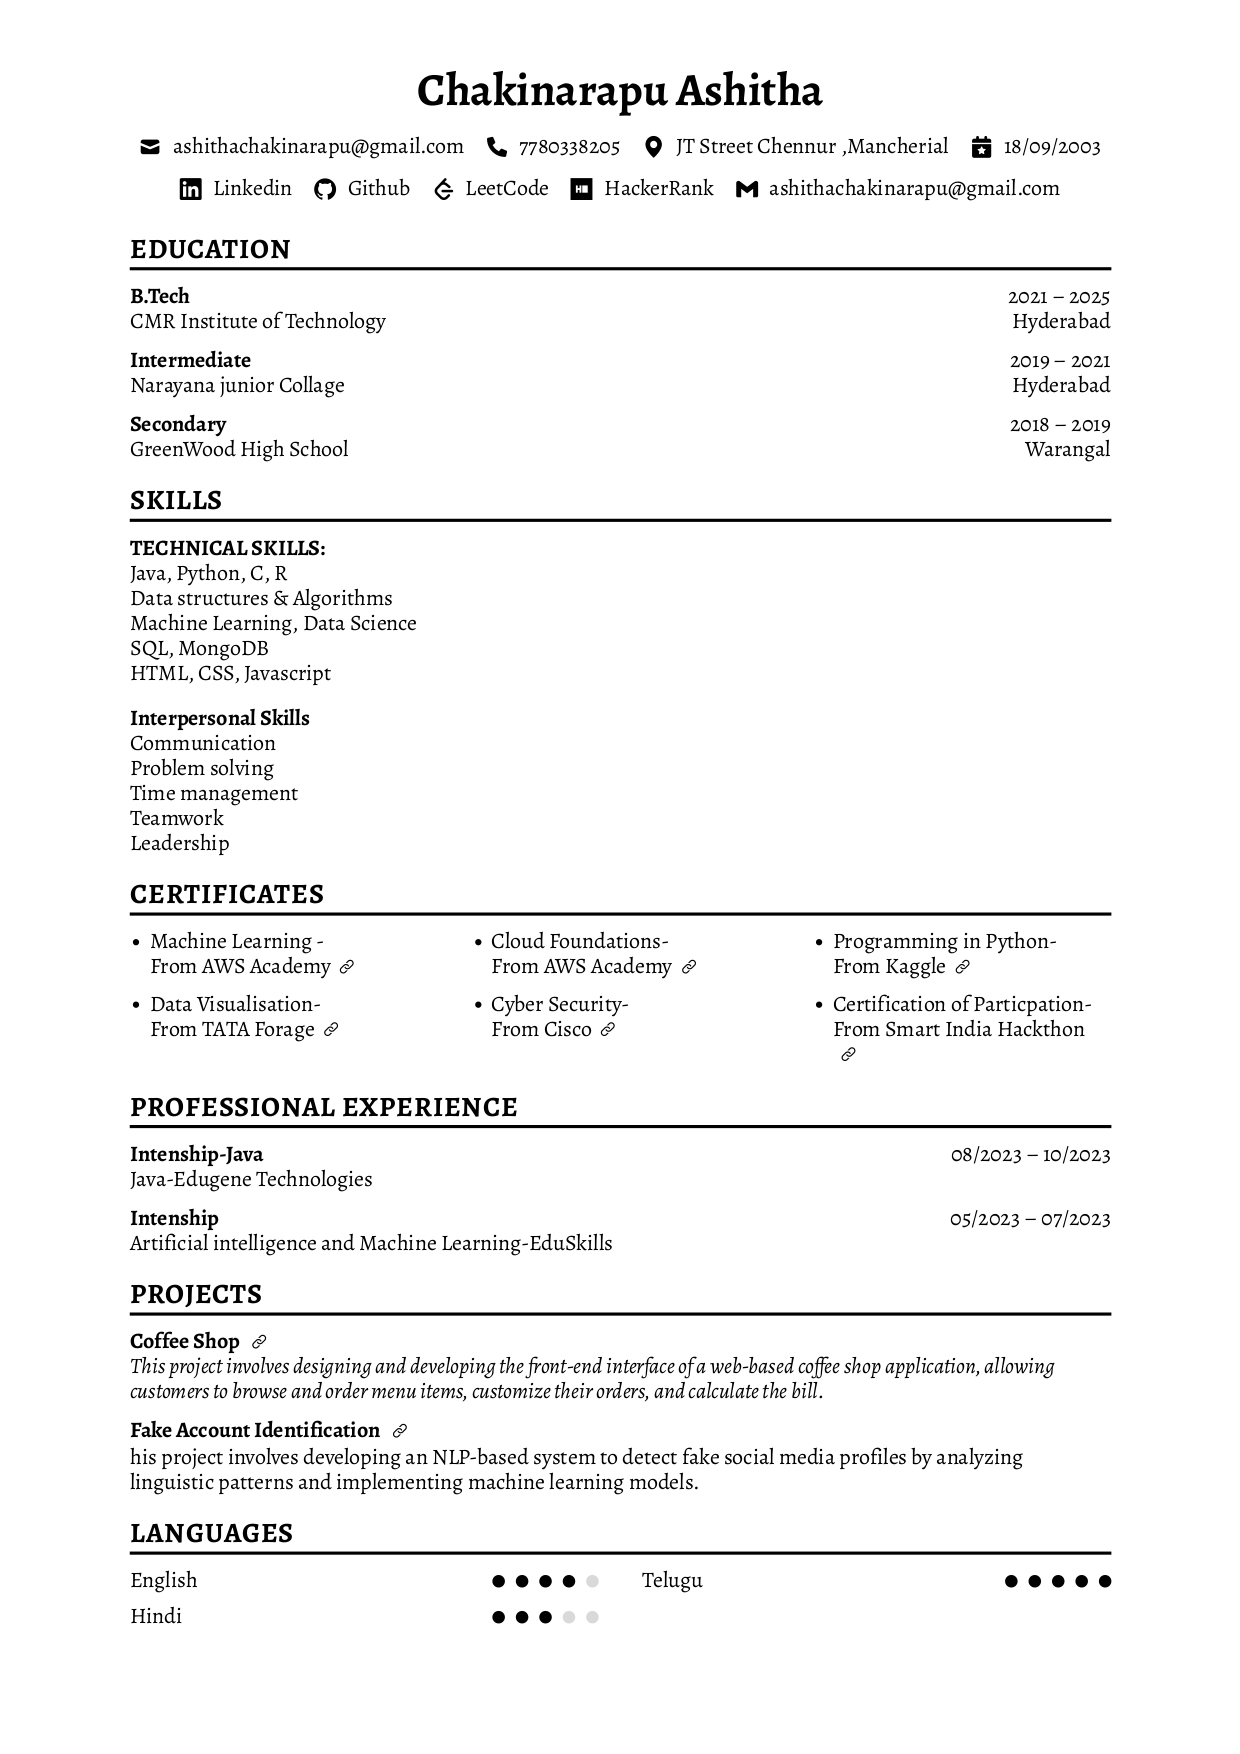 Chakinarapu Ashitha
ashithachakinarapu@gmail.com 7780338205 JT Street Chennur ,Mancherial 18/09/2003
Linkedin Github LeetCode HackerRank ashithachakinarapu@gmail.com
EDUCATION
B.Tech 2021 – 2025
CMR Institute of Technology Hyderabad
Intermediate 2019 – 2021
Narayana junior Collage Hyderabad
Secondary 2018 – 2019
GreenWood High School Warangal
SKILLS
TECHNICAL SKILLS:
Java, Python, C, R
Data structures & Algorithms
Machine Learning, Data Science
SQL, MongoDB
HTML, CSS, Javascript
Interpersonal Skills
Communication
Problem solving
Time management
Teamwork
Leadership
CERTIFICATES
• Machine Learning -
From AWS Academy
• Cloud Foundations-
From AWS Academy
• Programming in Python-
From Kaggle
• Data Visualisation-
From TATA Forage
• Cyber Security-
From Cisco
• Certification of Particpation-
From Smart India Hackthon
PROFESSIONAL EXPERIENCE
Intenship-Java 08/2023 – 10/2023
Java-Edugene Technologies
Intenship 05/2023 – 07/2023
Artificial intelligence and Machine Learning-EduSkills
PROJECTS
Coffee Shop
This project involves designing and developing the front-end interface of a web-based coffee shop application, allowing
customers to browse and order menu items, customize their orders, and calculate the bill.
Fake Account Identification
his project involves developing an NLP-based system to detect fake social media profiles by analyzing
linguistic patterns and implementing machine learning models.
LANGUAGES
English Telugu
Hindi